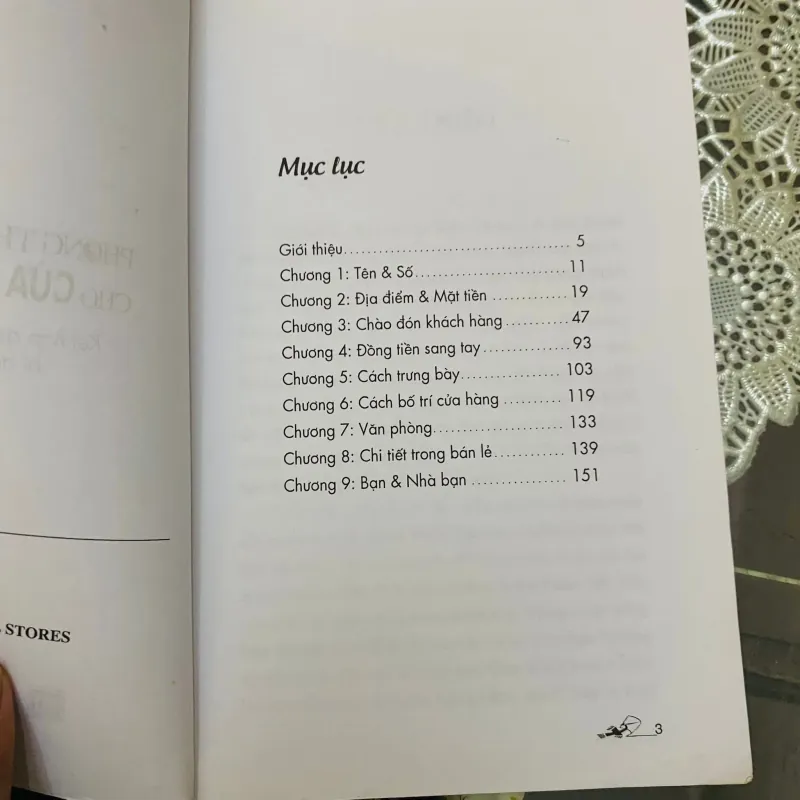 Mục lục
Giới thiệu........................................ 5
Chương 1: Tên & Số.......................... 11
Chương 2: Địa điểm & Mặt tiền .............. 19
Chương 3: Chào đón khách hàng ............ 47
Chương 4: Đồng tiền sang tay................ 93
Chương 5: Cách trưng bày.................. 103
Chương 6: Cách bố trí cửa hàng .......... 119
Chương 7: Văn phòng....................... 133
Chương 8: Chi tiết trong bán lẻ............ 139
Chương 9: Bạn & Nhà bạn ................ 151
STORES
3